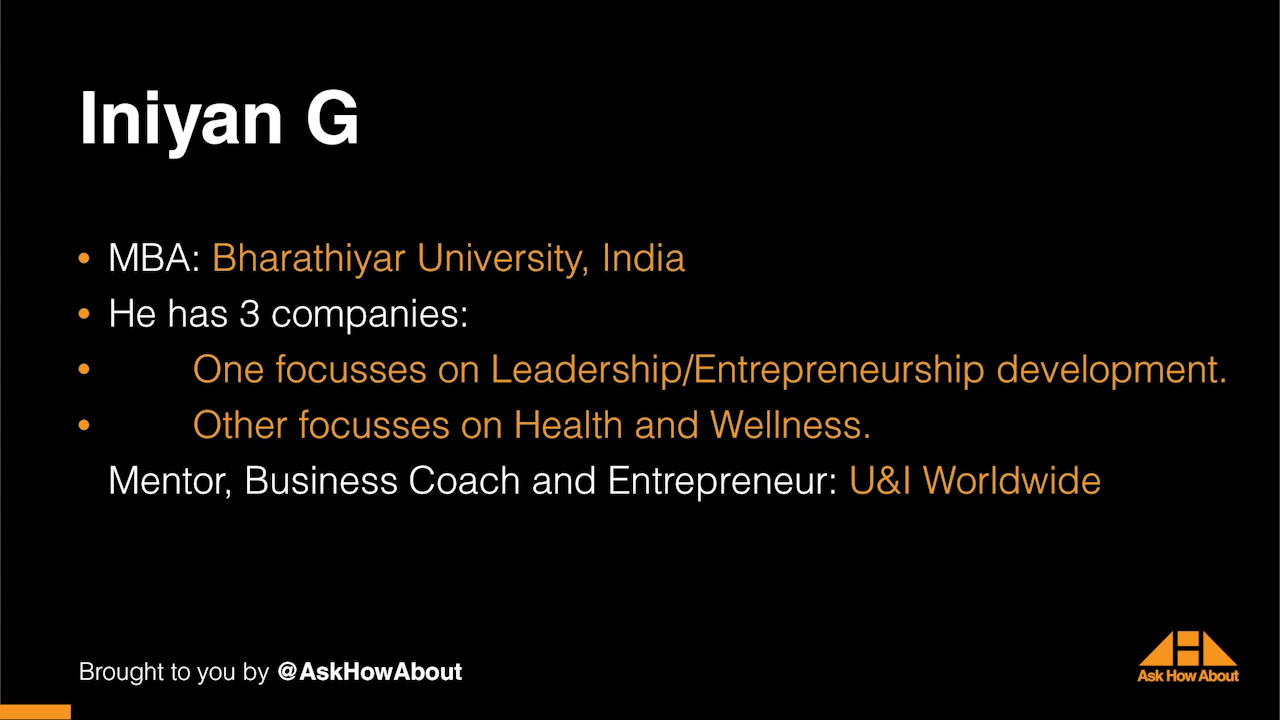 Iniyan G
• MBA: Bharathiyar University, India
• He has 3 companies:
• One focusses on Leadership/Entrepreneurship development.
• Other focusses on Health and Wellness.
Mentor, Business Coach and Entrepreneur: U&I Worldwide
Brought to you by @AskHowAbout
Ask How About